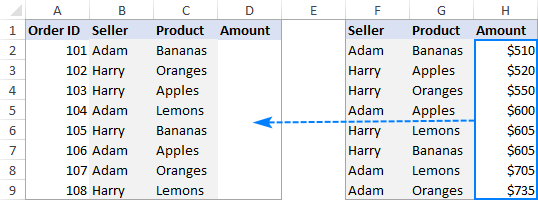 A B C D E F G H
1 Order ID Seller Product Amount Seller Product Amount
2 101 Adam Bananas Adam Bananas $510
3 102 Harry Oranges Harry Apples $520
4 103 Harry Apples Harry Oranges $550
5 104 Adam Lemons Adam Apples $600
6 105 Harry Bananas Harry Lemons $605
7 106 Adam Apples Harry Bananas $605
8 107 Adam Oranges Adam Lemons $705
9 108 Harry Lemons Adam Oranges $735